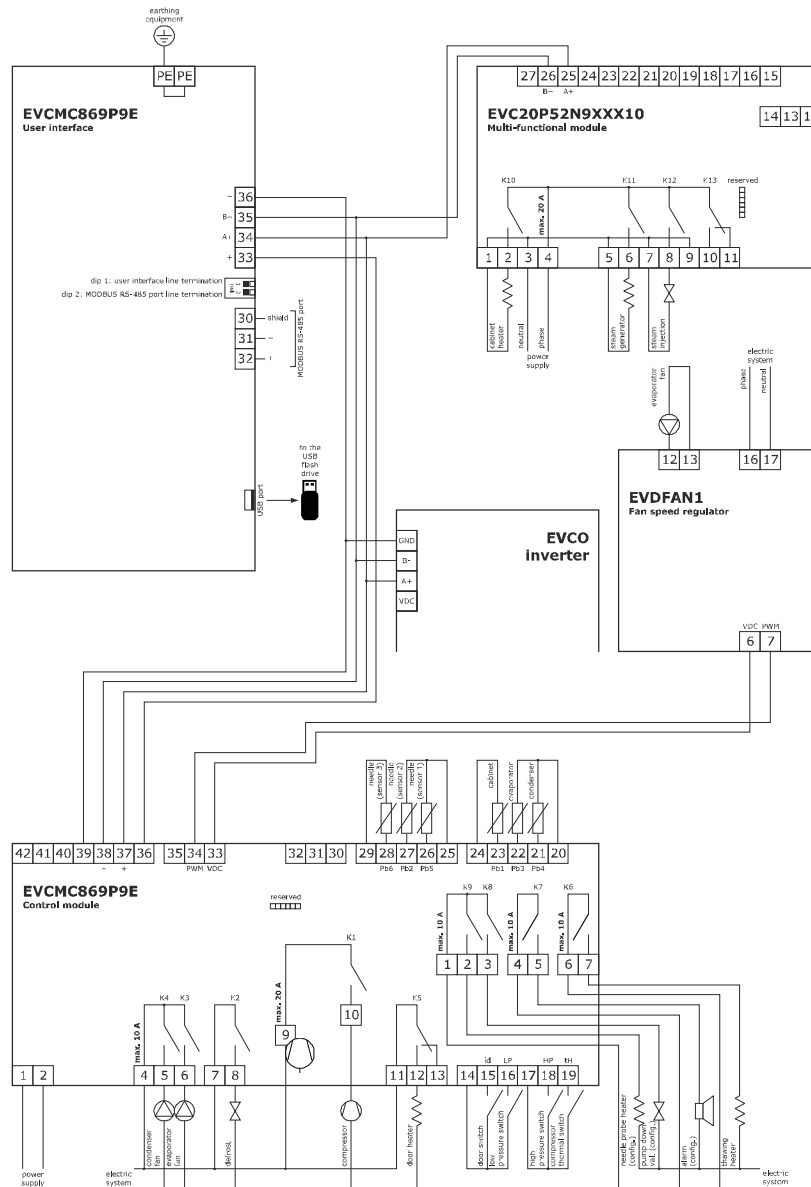 earthing
equipment
PE PE
EVCMC869P9E
User interface
− 36
B− 35
A+ 34
+ 33
dip 1: user interface line termination
dip 2: MODBUS RS-485 port line termination
30 shield
31 −
32
MODBUS RS-485 port
USB port
to the
USB
flash
drive
27 26 25 24 23 22 21 20 19 18 17 16 15
B− A+
EVC20P52N9XXX10
Multi-functional module
14 13 1
K10 K11 K12 K13 reserved
max. 20 A
1 2 3 4 5 6 7 8 9 10 11
cabinet
heater
neutral
phase
power
supply
steam
generator
steam
injection
evaporator
fan
electric
system
phase
neutral
12 13 16 17
EVDFAN1
Fan speed regulator
VDC PWM
6 7
EVCO
inverter
GND
B-
A+
VDC
needle
(sensor 3)
needle
(sensor 2)
needle
(sensor 1)
cabinet
evaporator
condenser
42 41 40 39 38 37 36 35 34 33 32 31 30 29 28 27 26 25 24 23 22 21 20
− + PWM VDC Pb6 Pb2 Pb5 Pb1 Pb3 Pb4
EVCMC869P9E
Control module
reserved
K9 K8 K7 K6
max. 10 A
max. 10 A
max. 10 A
1 2 3 4 5 6 7
K1
max. 20 A
9
10
K4 K3 K2 K5
max. 10 A
id LP HP tH
1 2 4 5 6 7 8 11 12 13 14 15 16 17 18 19
power
supply
electric
system
condenser
fan
evaporator
fan
defrost
compressor
door heater
door switch
low
pressure switch
high
pressure switch
compressor
thermal switch
needle probe heater
(config.)
pump down
val. (config.)
alarm
(config.)
thawing
heater
electric
system